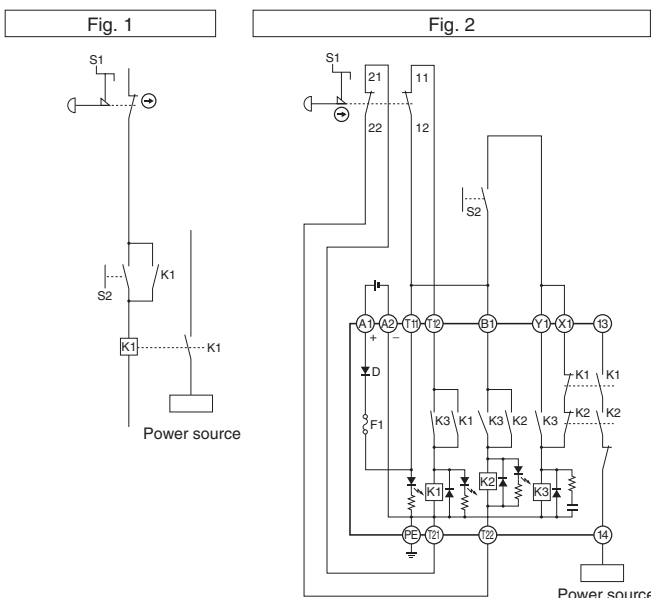 Fig. 1
Fig. 2
S1
S2
K1
K1
K1
Power source
S1
21
11
22
12
S2
A1
A2
T11
T12
B1
Y1
X1
13
+
−
D
F1
K3
K1
K3
K2
K3
K1
K1
K2
K2
K1
K2
K3
PE
T21
T22
14
Power source